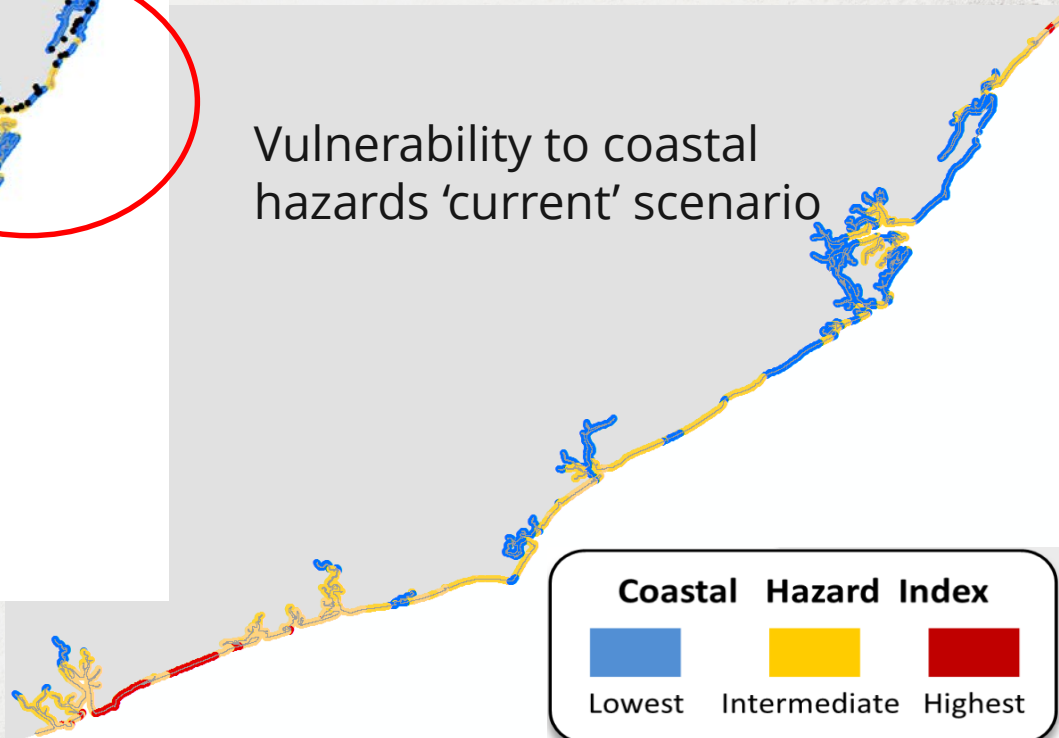 Vulnerability to coastal
hazards ‘current’ scenario
Coastal Hazard Index
Lowest Intermediate Highest